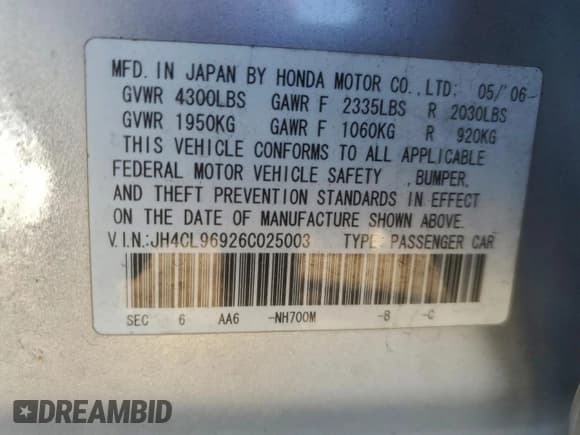 MFD. IN JAPAN BY HONDA MOTOR CO.,LTD. 05/'06
GVWR 4300LBS GAWR F 2335LBS R 2030LBS
GVWR 1950KG GAWR F 1060KG R 920KG
THIS VEHICLE CONFORMS TO ALL APPLICABLE
FEDERAL MOTOR VEHICLE SAFETY ,BUMPER,
AND THEFT PREVENTION STANDARDS IN EFFECT
ON THE DATE OF MANUFACTURE SHOWN ABOVE.
V.I.N.:JH4CL96926C025003 TYPE: PASSENGER CAR
SEC 6 AA6 -NH700M -B -C
DREAMBID